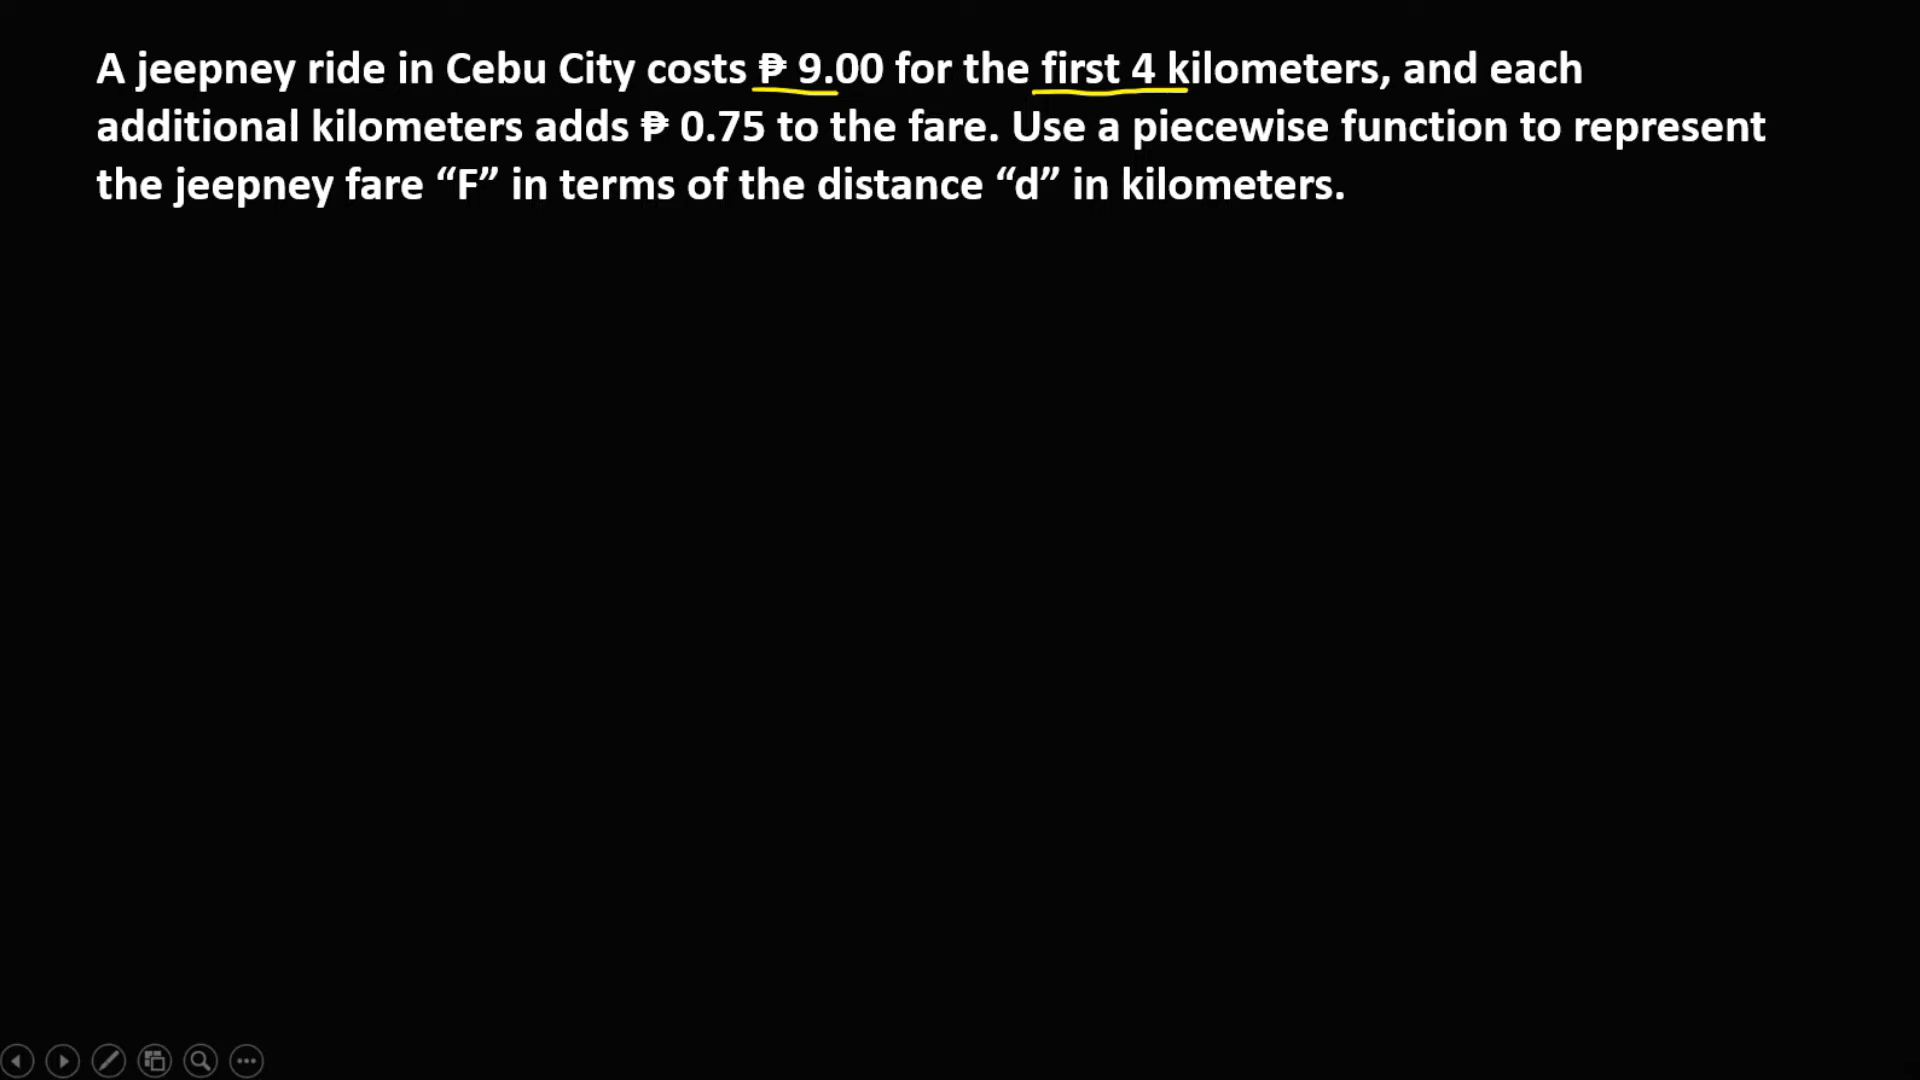 A jeepney ride in Cebu City costs ₱ 9.00 for the first 4 kilometers, and each
additional kilometers adds ₱ 0.75 to the fare. Use a piecewise function to represent
the jeepney fare “F” in terms of the distance “d” in kilometers.